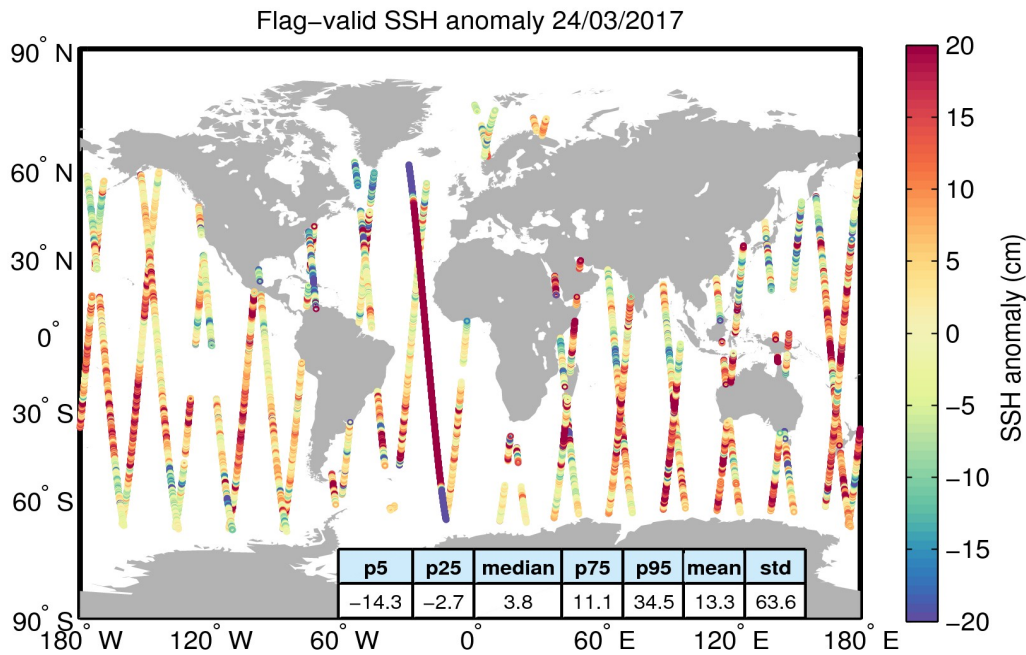 Flag−valid SSH anomaly 24/03/2017
90° N
60° N
30° N
0°
30° S
60° S
90° S
180° W
120° W
60° W
0°
60° E
120° E
180° E
p5 p25 median p75 p95 mean std
−14.3 −2.7 3.8 11.1 34.5 13.3 63.6
20
15
10
5
0
−5
−10
−15
−20
SSH anomaly (cm)